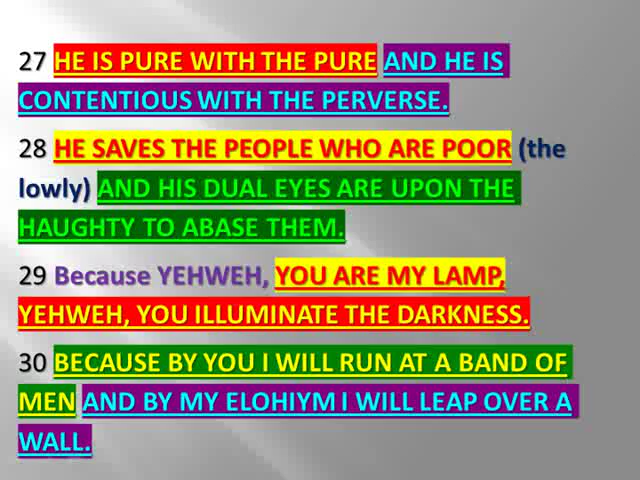 27 HE IS PURE WITH THE PURE AND HE IS
CONTENTIOUS WITH THE PERVERSE.
28 HE SAVES THE PEOPLE WHO ARE POOR (the
lowly) AND HIS DUAL EYES ARE UPON THE
HAUGHTY TO ABASE THEM.
29 Because YEHWEH, YOU ARE MY LAMP,
YEHWEH, YOU ILLUMINATE THE DARKNESS.
30 BECAUSE BY YOU I WILL RUN AT A BAND OF
MEN AND BY MY ELOHIYM I WILL LEAP OVER A
WALL.